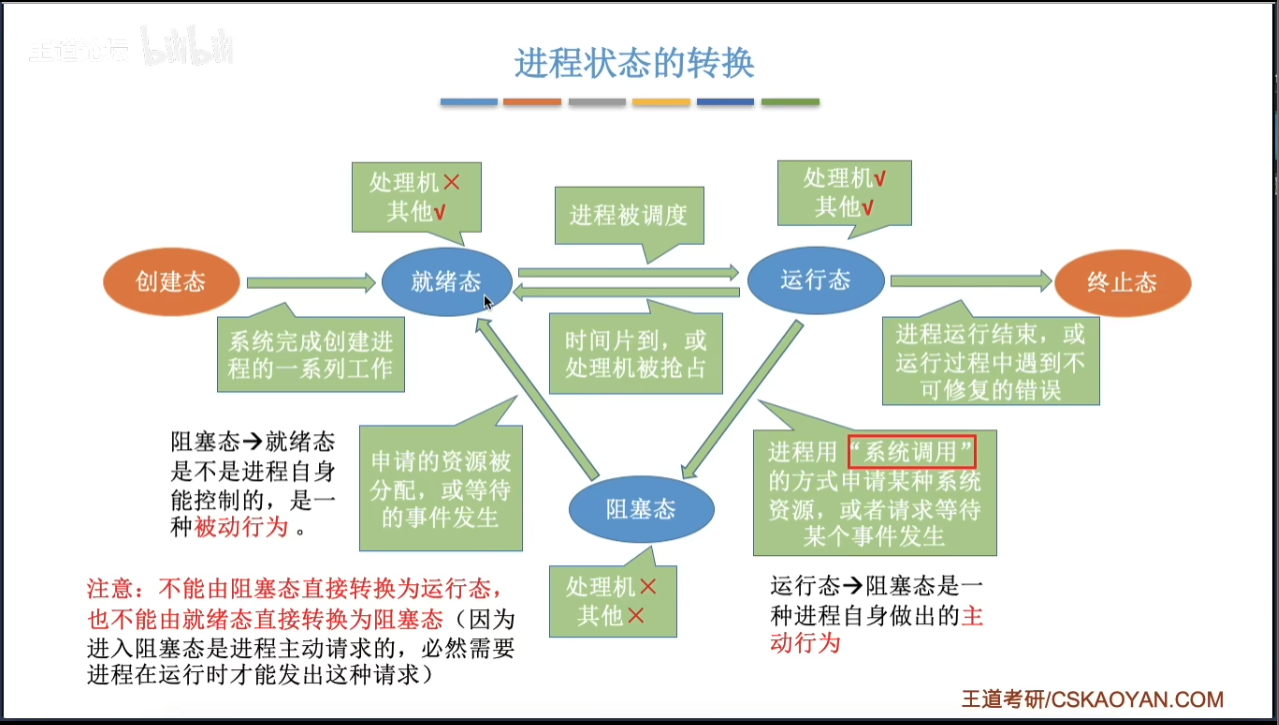 王道论坛 bilibili
进程状态的转换
处理机×
其他√
进程被调度
处理机√
其他√
创建态
就绪态
运行态
终止态
系统完成创建进
程的一系列工作
时间片到，或
处理机被抢占
进程运行结束，或
运行过程中遇到不
可修复的错误
阻塞态→就绪态
是不是进程自身
能控制的，是一
种被动行为 。
申请的资源被
分配，或等待
的事件发生
阻塞态
进程用“系统调用”
的方式申请某种系统
资源，或者请求等待
某个事件发生
处理机×
其他×
注意：不能由阻塞态直接转换为运行态，
也不能由就绪态直接转换为阻塞态（因为
进入阻塞态是进程主动请求的，必然需要
进程在运行时才能发出这种请求）
运行态→阻塞态是一
种进程自身做出的主
动行为
王道考研/CSKAOYAN.COM